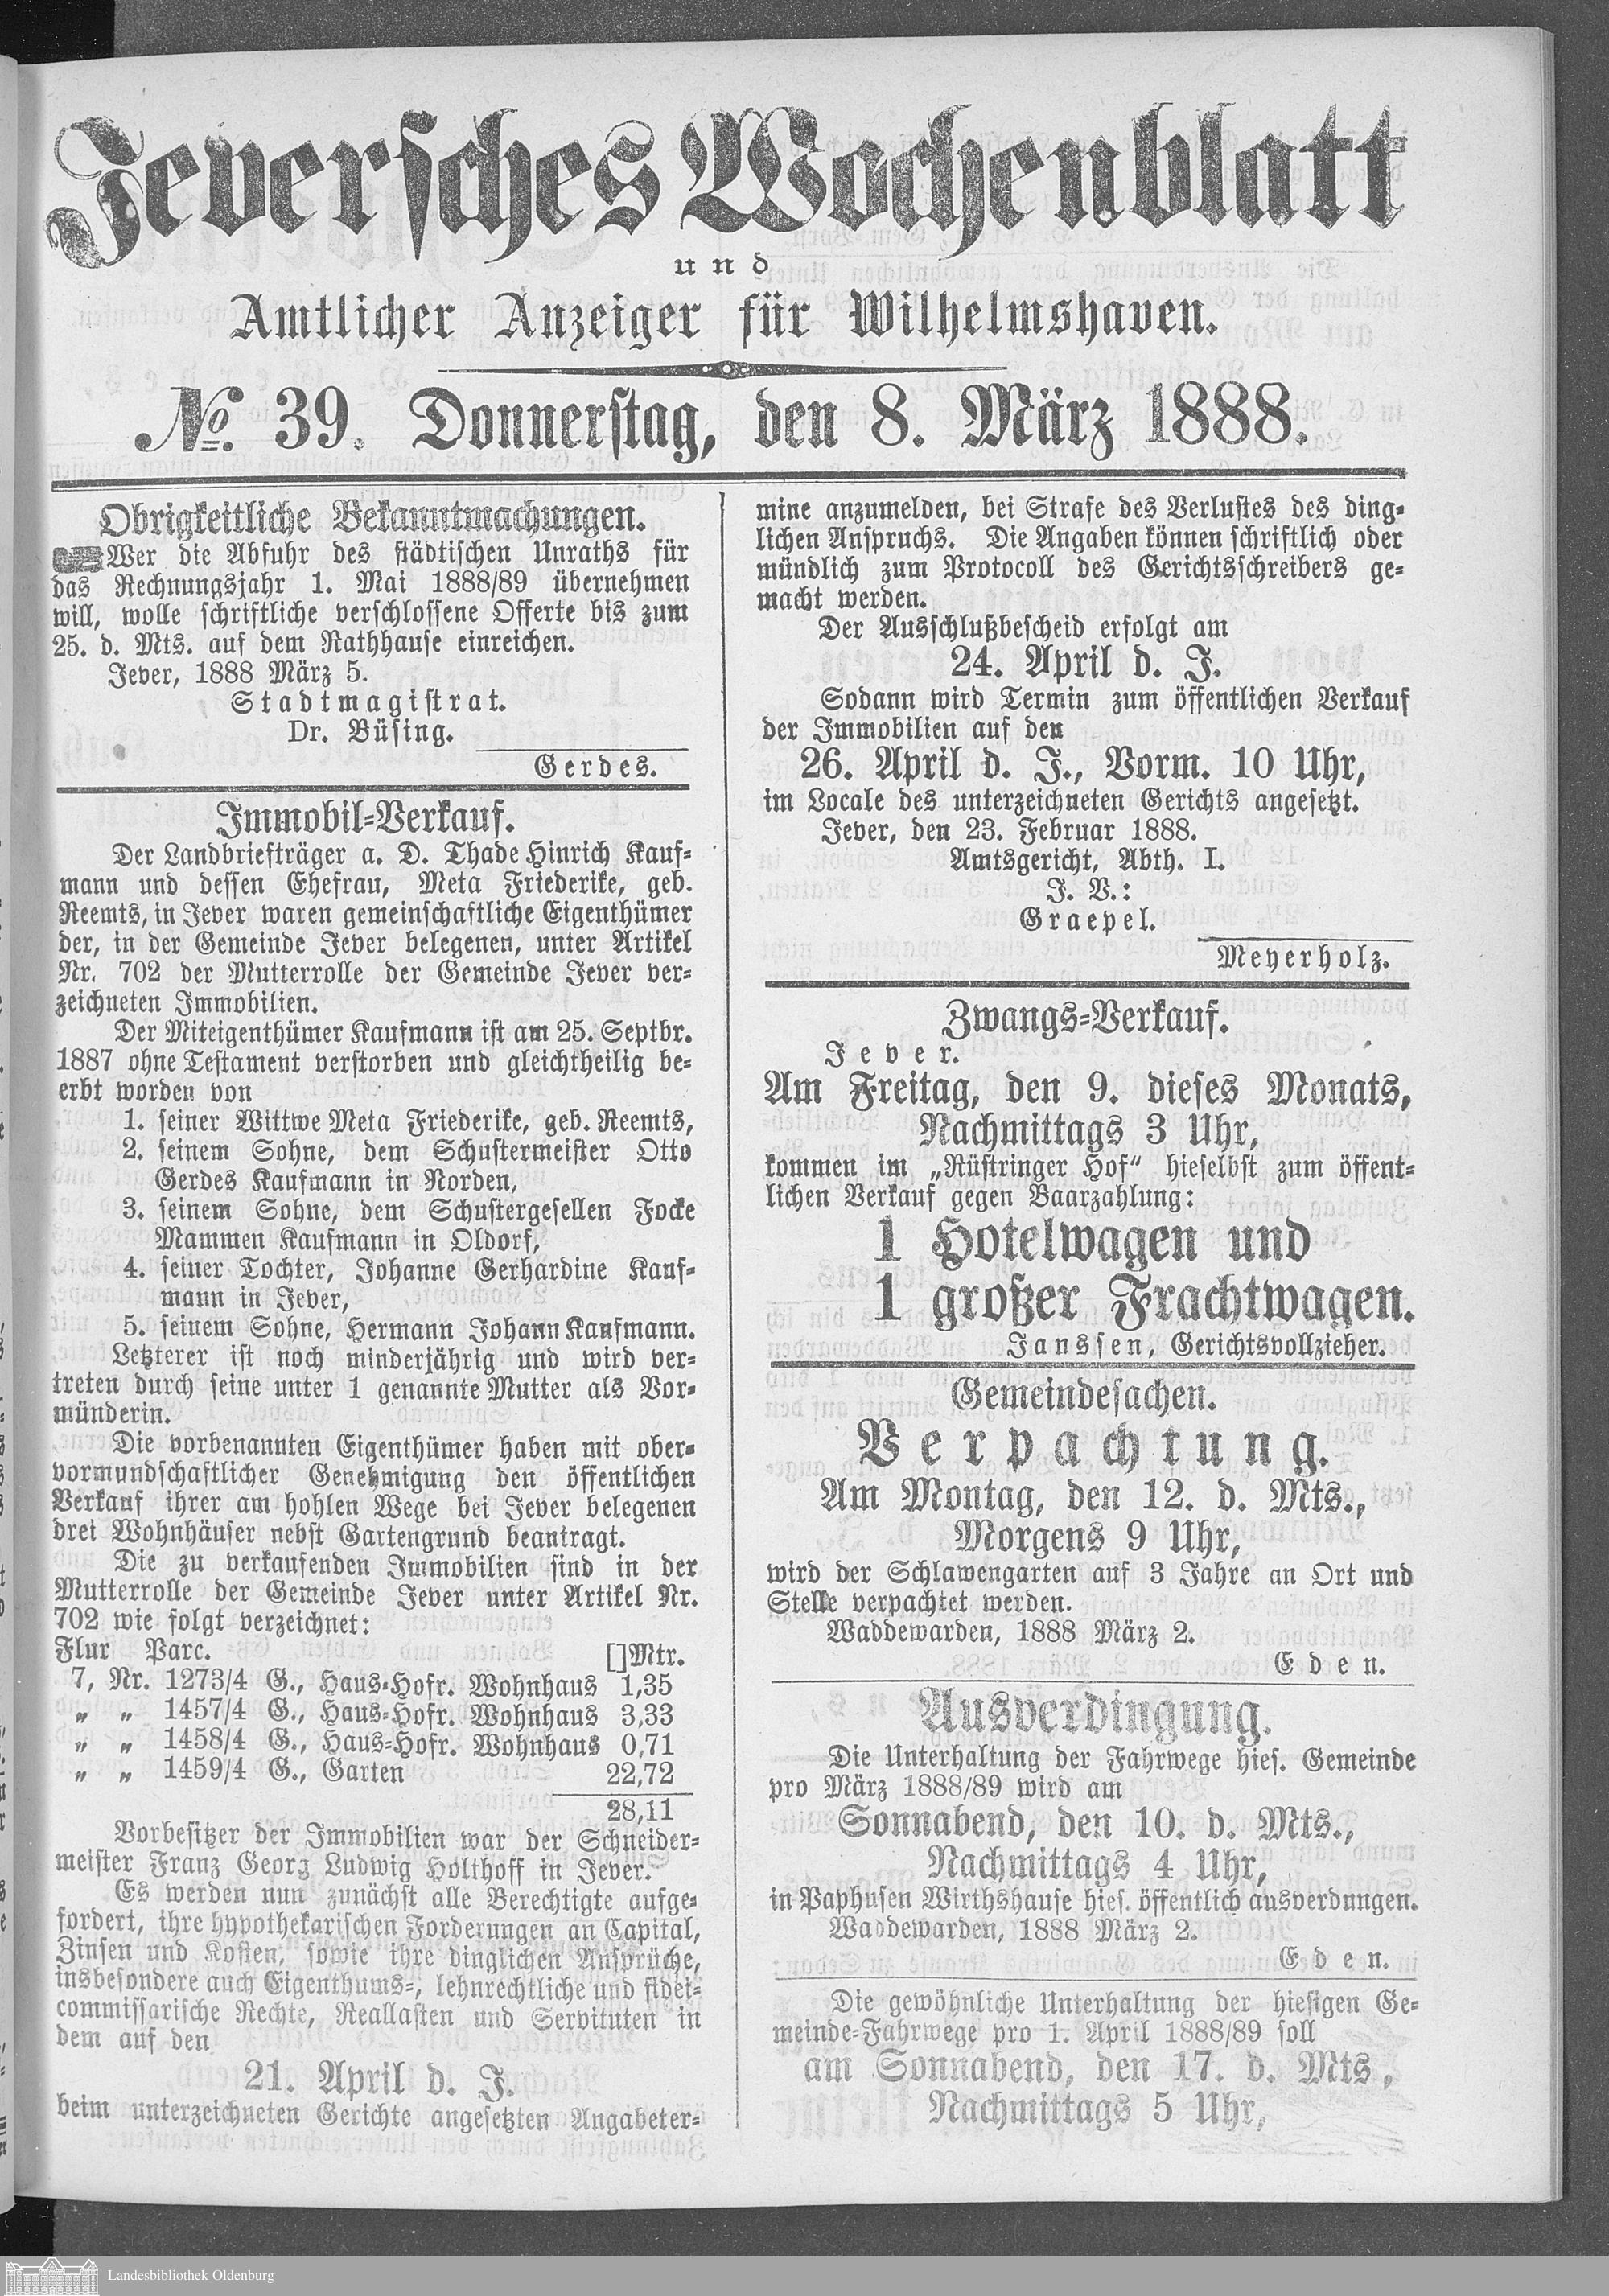 Jeversches Wochenblatt
und
Amtlicher Anzeiger für Wilhelmshaven.
No. 39. Donnerstag, den 8. März 1888.
Obrigkeitliche Bekanntmachungen.
Wer die Abfuhr des städtischen Unraths für
das Rechnungsjahr 1. Mai 1888/89 übernehmen
will, wolle schriftliche verschlossene Offerte bis zum
25. d. Mts. auf dem Rathhause einreichen.
Jever, 1888 März 5.
Stadtmagistrat.
Dr. Büsing.
Gerdes.
Immobil-Verkauf.
Der Landbriefträger a. D. Thade Hinrich Kauf-
mann und dessen Ehefrau, Meta Friederike, geb.
Reemts, in Jever waren gemeinschaftliche Eigenthümer
der, in der Gemeinde Jever belegenen, unter Artikel
Nr. 702 der Mutterrolle der Gemeinde Jever ver-
zeichneten Immobilien.
Der Miteigenthümer Kaufmann ist am 25. Septbr.
1887 ohne Testament verstorben und gleichtheilig be-
erbt worden von
1. seiner Wittwe Meta Friederike, geb. Reemts,
2. seinem Sohne, dem Schustermeister Otto
Gerdes Kaufmann in Norden,
3. seinem Sohne, dem Schustergesellen Focke
Mammen Kaufmann in Oldorf,
4. seiner Tochter, Johanne Gerhardine Kauf-
mann in Jever,
5. seinem Sohne, Hermann Johann Kaufmann.
Letzterer ist noch minderjährig und wird ver-
treten durch seine unter 1 genannte Mutter als Vor-
münderin.
Die vorbenannten Eigenthümer haben mit ober-
vormundschaftlicher Genehmigung den öffentlichen
Verkauf ihrer am hohlen Wege bei Jever belegenen
drei Wohnhäuser nebst Gartengrund beantragt.
Die zu verkaufenden Immobilien sind in der
Mutterrolle der Gemeinde Jever unter Artikel Nr.
702 wie folgt verzeichnet:
Flur Parc. []Mtr.
7, Nr. 1273/4 G., Haus-Hofr. Wohnhaus 1,35
„ „ 1457/4 G., Haus-Hofr. Wohnhaus 3,33
„ „ 1458/4 G., Haus-Hofr. Wohnhaus 0,71
„ „ 1459/4 G., Garten 22,72
28,11
Vorbesitzer der Immobilien war der Schneider-
meister Franz Georg Ludwig Holthoff in Jever.
Es werden nun zunächst alle Berechtigte aufge-
fordert, ihre hypothekarischen Forderungen an Capital,
Zinsen und Kosten, sowie ihre dinglichen Ansprüche,
insbesondere auch Eigenthums-, lehnrechtliche und fidei-
commissarische Rechte, Reallasten und Servituten in
dem auf den
21. April d. J.
beim unterzeichneten Gerichte angesetzten Angabeter-
mine anzumelden, bei Strafe des Verlustes des ding-
lichen Anspruchs. Die Angaben können schriftlich oder
mündlich zum Protocoll des Gerichtsschreibers ge-
macht werden.
Der Ausschlußbescheid erfolgt am
24. April d. J.
Sodann wird Termin zum öffentlichen Verkauf
der Immobilien auf den
26. April d. J., Vorm. 10 Uhr,
im Locale des unterzeichneten Gerichts angesetzt.
Jever, den 23. Februar 1888.
Amtsgericht, Abth. I.
J. V.:
Graepel.
Meyerholz.
Zwangs-Verkauf.
Jever.
Am Freitag, den 9. dieses Monats,
Nachmittags 3 Uhr,
kommen im „Rüstringer Hof“ hieselbst zum öffent-
lichen Verkauf gegen Baarzahlung:
1 Hotelwagen und
1 großer Frachtwagen.
Janssen, Gerichtsvollzieher.
Gemeindesachen.
Verpachtung.
Am Montag, den 12. d. Mts.,
Morgens 9 Uhr,
wird der Schlawengarten auf 3 Jahre an Ort und
Stelle verpachtet werden.
Waddewarden, 1888 März 2.
Eden.
Ausverdingung.
Die Unterhaltung der Fahrwege hies. Gemeinde
pro März 1888/89 wird am
Sonnabend, den 10. d. Mts.,
Nachmittags 4 Uhr,
in Paphusen Wirthshause hies. öffentlich ausverdungen.
Waddewarden, 1888 März 2.
Eden.
Die gewöhnliche Unterhaltung der hiesigen Ge-
meinde-Fahrwege pro 1. April 1888/89 soll
am Sonnabend, den 17. d. Mts,
Nachmittags 5 Uhr,
Landesbibliothek Oldenburg